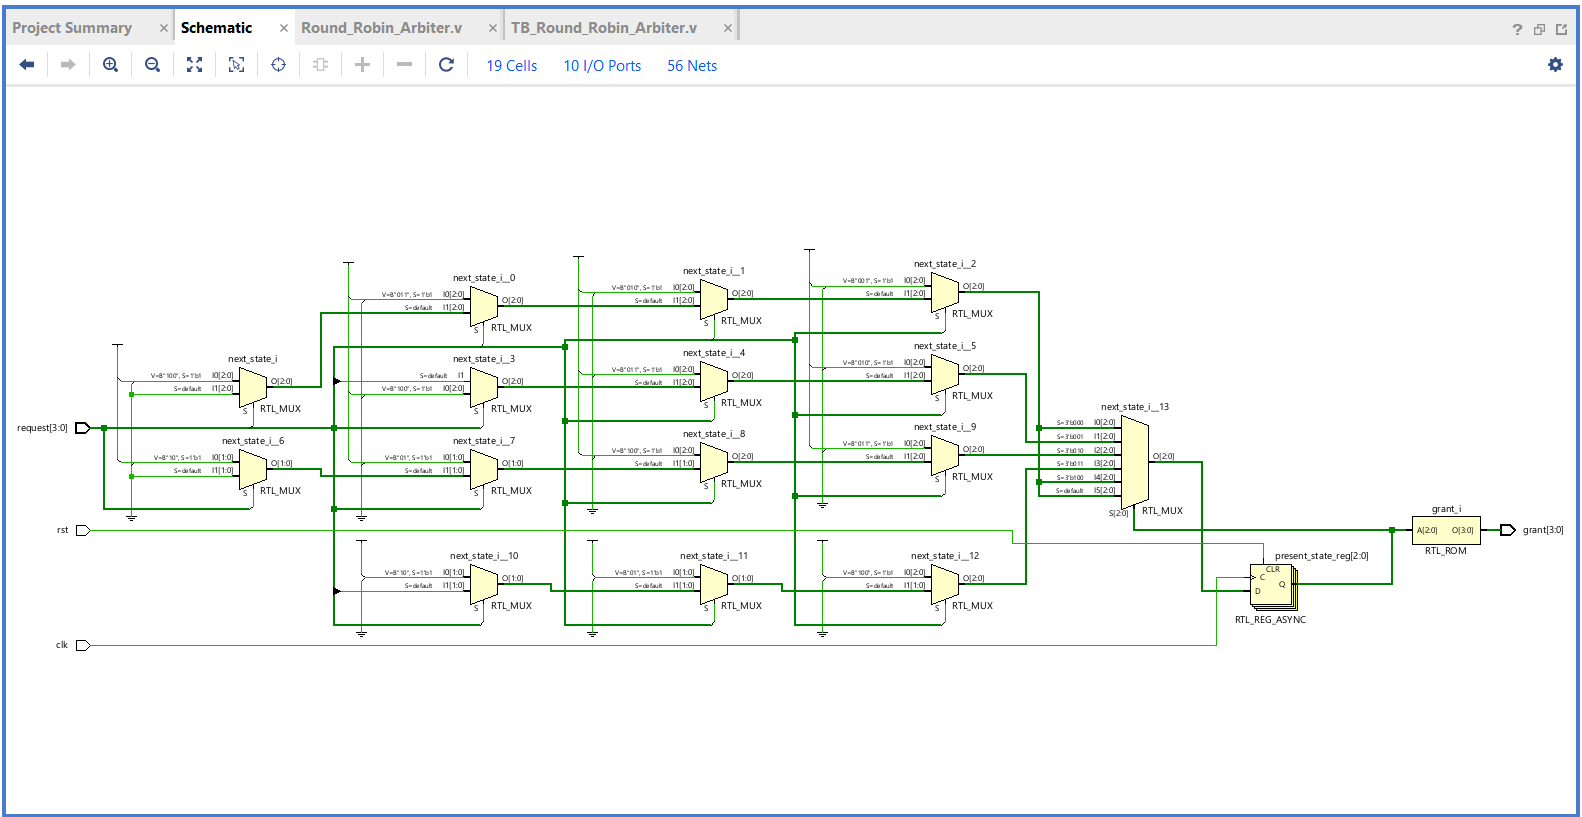 Project Summary × Schematic × Round_Robin_Arbiter.v × TB_Round_Robin_Arbiter.v ×
19 Cells 10 I/O Ports 56 Nets
next_state_i
V=B"100", S=1'b1 I0[2:0]
S=default I1[2:0]
O[2:0]
S
RTL_MUX
next_state_i__0
V=B"011", S=1'b1 I0[2:0]
S=default I1[2:0]
O[2:0]
S
RTL_MUX
next_state_i__1
V=B"010", S=1'b1 I0[2:0]
S=default I1[2:0]
O[2:0]
S
RTL_MUX
next_state_i__2
V=B"001", S=1'b1 I0[2:0]
S=default I1[2:0]
O[2:0]
S
RTL_MUX
next_state_i__3
S=default I1
V=B"100", S=1'b1 I0[2:0]
O[2:0]
S
RTL_MUX
next_state_i__4
V=B"011", S=1'b1 I0[2:0]
S=default I1[2:0]
O[2:0]
S
RTL_MUX
next_state_i__5
V=B"010", S=1'b1 I0[2:0]
S=default I1[2:0]
O[2:0]
S
RTL_MUX
request[3:0]
next_state_i__6
V=B"10", S=1'b1 I0[1:0]
S=default I1[1:0]
O[1:0]
S
RTL_MUX
next_state_i__7
V=B"01", S=1'b1 I0[1:0]
S=default I1[1:0]
O[1:0]
S
RTL_MUX
next_state_i__8
V=B"100", S=1'b1 I0[2:0]
S=default I1[1:0]
O[2:0]
S
RTL_MUX
next_state_i__9
V=B"011", S=1'b1 I0[2:0]
S=default I1[2:0]
O[2:0]
S
RTL_MUX
next_state_i__13
S=3'b000 I0[2:0]
S=3'b001 I1[2:0]
S=3'b010 I2[2:0]
S=3'b011 I3[2:0]
S=3'b100 I4[2:0]
S=default I5[2:0]
O[2:0]
S[2:0]
RTL_MUX
rst
next_state_i__10
V=B"10", S=1'b1 I0[1:0]
S=default I1[1:0]
O[1:0]
S
RTL_MUX
next_state_i__11
V=B"01", S=1'b1 I0[1:0]
S=default I1[1:0]
O[1:0]
S
RTL_MUX
next_state_i__12
V=B"100", S=1'b1 I0[2:0]
S=default I1[1:0]
O[2:0]
S
RTL_MUX
present_state_reg[2:0]
CLR
C
Q
D
RTL_REG_ASYNC
grant_i
A[2:0] O[3:0]
RTL_ROM
grant[3:0]
clk